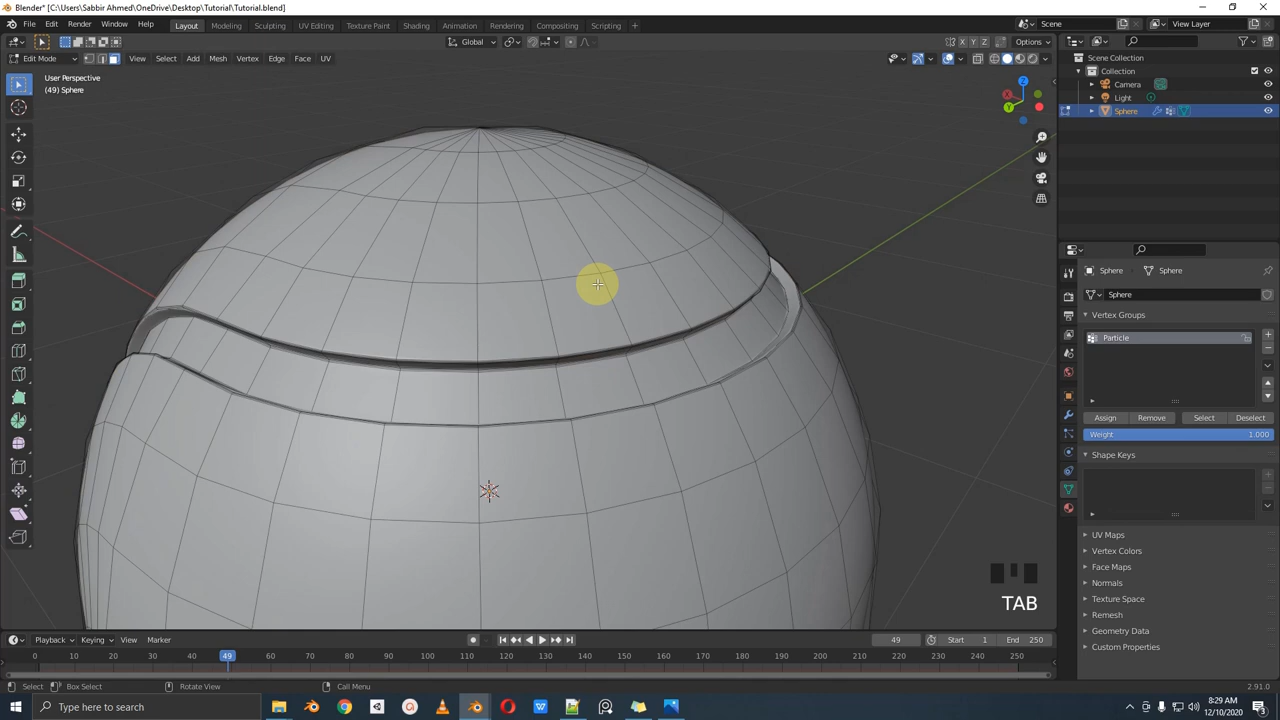 Blender* [C:\Users\Sabbir Ahmed\OneDrive\Desktop\Tutorial\Tutorial.blend]
File Edit Render Window Help Layout Modeling Sculpting UV Editing Texture Paint Shading Animation Rendering Compositing Scripting + Scene View Layer
Global X Y Z Options
Edit Mode View Select Add Mesh Vertex Edge Face UV
User Perspective
(49) Sphere
Scene Collection
Collection
Camera
Light
Sphere
Z
Y
Sphere Sphere
Sphere
Vertex Groups
Particle
Assign Remove Select Deselect
Weight 1.000
Shape Keys
UV Maps
Vertex Colors
Face Maps
Normals
Texture Space
Remesh
Geometry Data
Custom Properties
TAB
Playback Keying View Marker 49 Start 1 End 250
0 10 20 30 40 49 60 70 80 90 100 110 120 130 140 150 160 170 180 190 200 210 220 230 240 250
Select Box Select Rotate View Call Menu 2.91.0
Type here to search
8:29 AM
12/10/2020